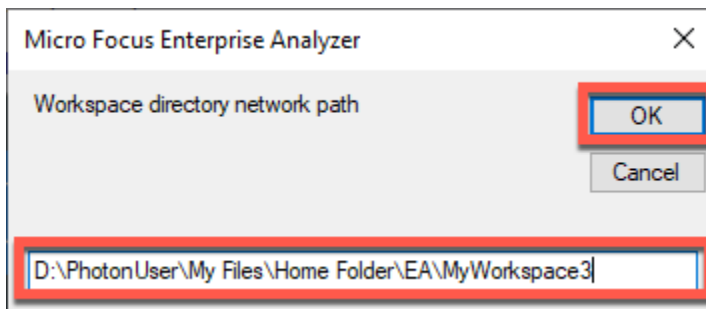 Micro Focus Enterprise Analyzer
Workspace directory network path
OK
Cancel
D:\PhotonUser\My Files\Home Folder\EA\MyWorkspace3